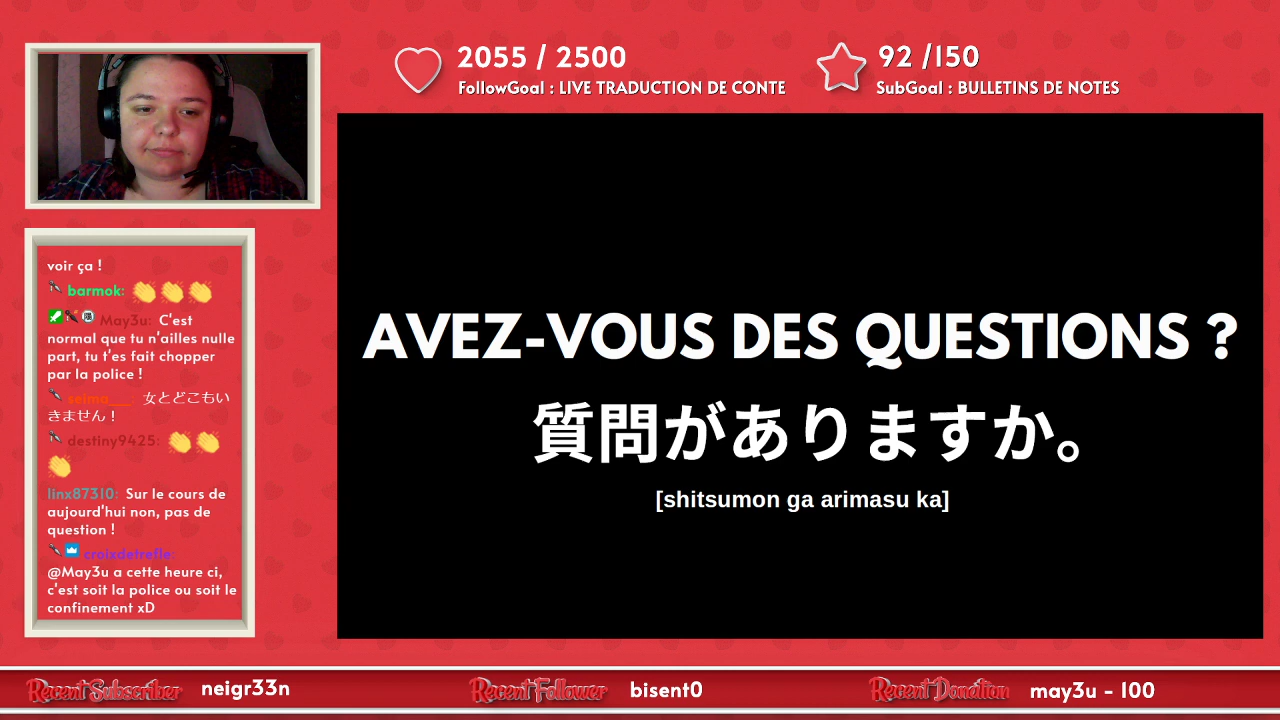 2055 / 2500
FollowGoal : LIVE TRADUCTION DE CONTE
92 /150
SubGoal : BULLETINS DE NOTES
voir ça !
barmok:
May3u: C'est
normal que tu n'ailles nulle
part, tu t'es fait chopper
par la police !
seima___: 女とどこもい
きません！
destiny9425:
linx87310: Sur le cours de
aujourd'hui non, pas de
question !
croixdetrefle:
@May3u a cette heure ci,
c'est soit la police ou soit le
confinement xD
AVEZ-VOUS DES QUESTIONS ?
質問がありますか。
[shitsumon ga arimasu ka]
Recent Subscriber neigr33n
Recent Follower bisent0
Recent Donation may3u - 100